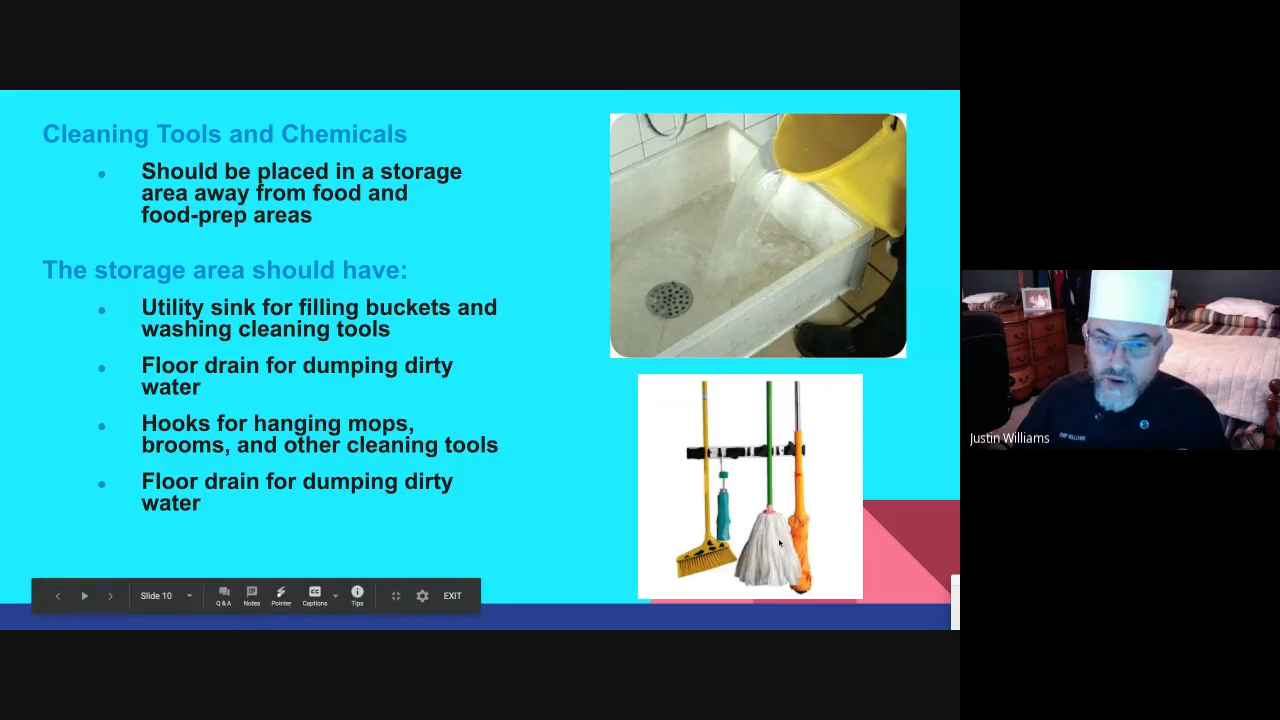 Cleaning Tools and Chemicals
Should be placed in a storage
area away from food and
food-prep areas
The storage area should have:
Utility sink for filling buckets and
washing cleaning tools
Floor drain for dumping dirty
water
Hooks for hanging mops,
brooms, and other cleaning tools
Floor drain for dumping dirty
water
Slide 10
Q & A
Notes
Pointer
Captions
Tips
EXIT
CHEF WILLIAMS
Justin Williams